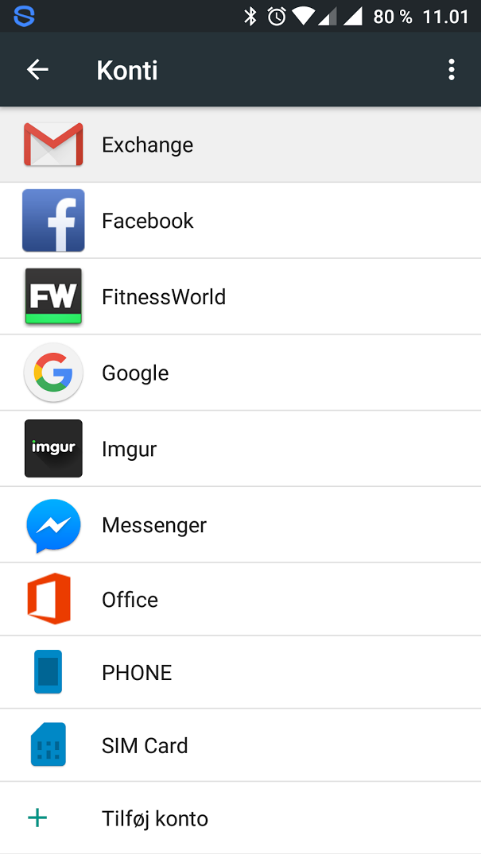 80 % 11.01
Konti
Exchange
Facebook
FW FitnessWorld
Google
imgur Imgur
Messenger
Office
PHONE
SIM Card
Tilføj konto